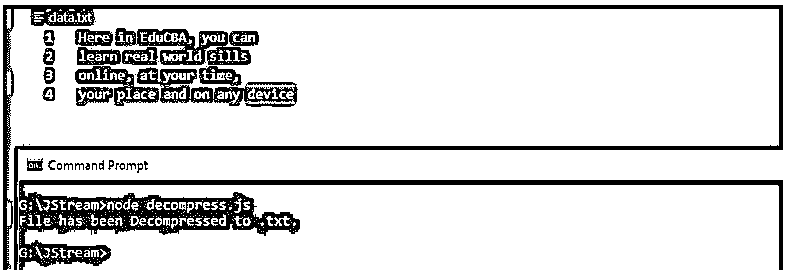 data.txt
1 Here in EduCBA, you can
2 learn real world sills
3 online, at your time,
4 your place and on any device
Command Prompt
G:\JStream>node decompress.js
File has been Decompressed to .txt.
G:\JStream>